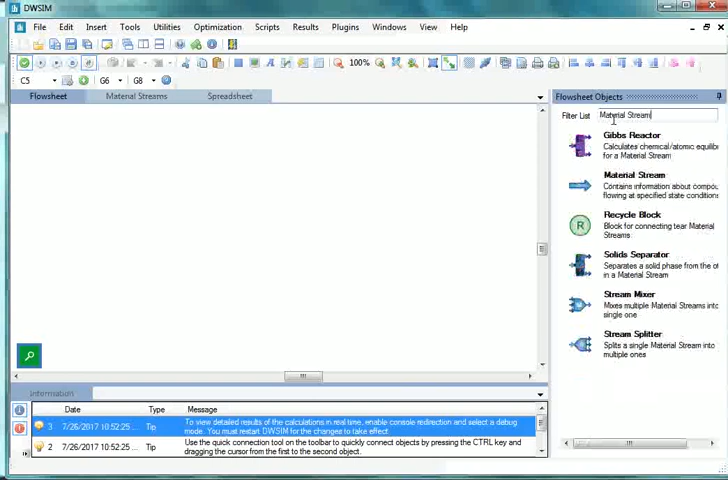 DWSIM
File Edit Insert Tools Utilities Optimization Scripts Results Plugins Windows View Help
100%
C5 G6 G8
Flowsheet Material Streams Spreadsheet
Flowsheet Objects
Filter List Material Stream
Gibbs Reactor
Calculates chemical/atomic equilib
for a Material Stream
Material Stream
Contains information about compou
flowing at specified state conditions
R
Recycle Block
Block for connecting tear Material
Streams
Solids Separator
Separates a solid phase from the ot
in a Material Stream
Stream Mixer
Mixes multiple Material Streams into
single one
Stream Splitter
Splits a single Material Stream into
multiple ones
Information
Date Type Message
3 7/26/2017 10:52:25 ... Tip To view detailed results of the calculations in real time, enable console redirection and select a debug
mode. You must restart DWSIM for the changes to take effect.
2 7/26/2017 10:52:25 ... Tip Use the quick connection tool on the toolbar to quickly connect objects by pressing the CTRL key and
dragging the cursor from the first to the second object.